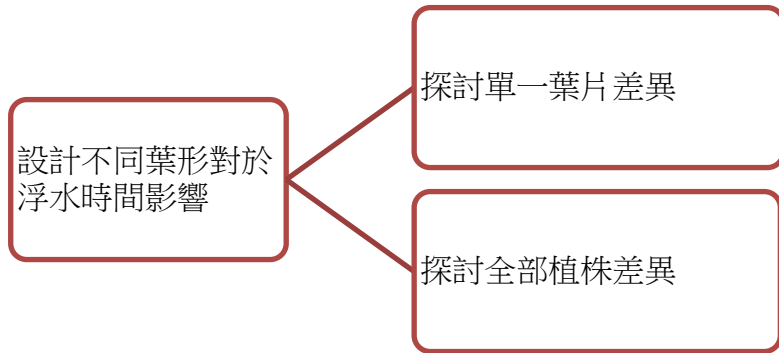 設計不同葉形對於
浮水時間影響
探討單一葉片差異
探討全部植株差異